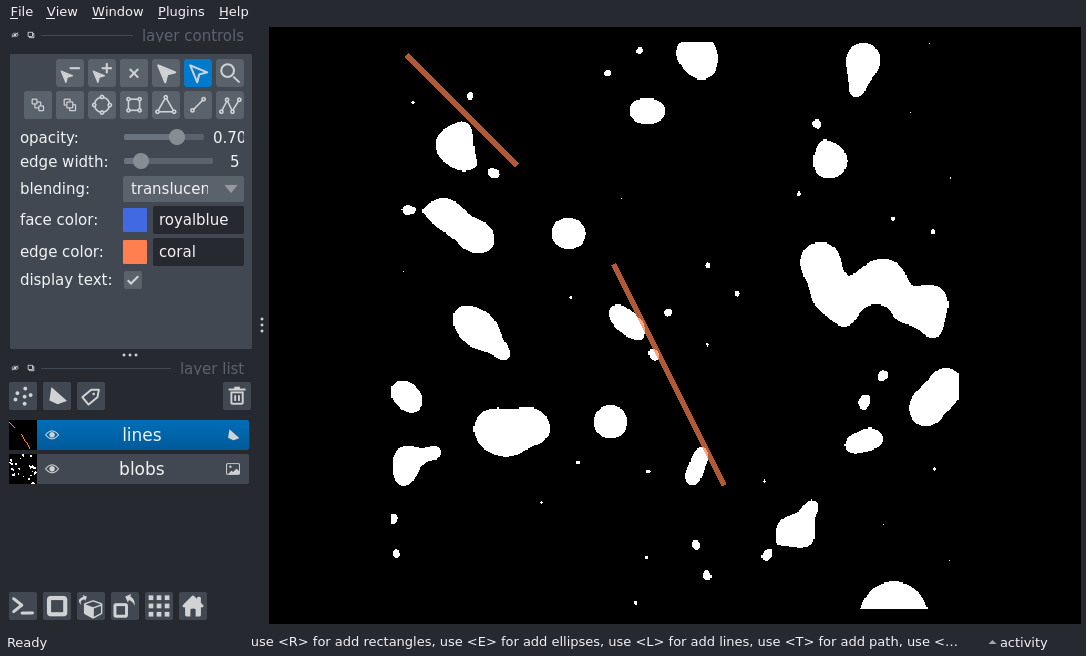 File View Window Plugins Help
layer controls
opacity: 0.70
edge width: 5
blending: translucen
face color: royalblue
edge color: coral
display text:
layer list
lines
blobs
Ready use <R> for add rectangles, use <E> for add ellipses, use <L> for add lines, use <T> for add path, use <... activity